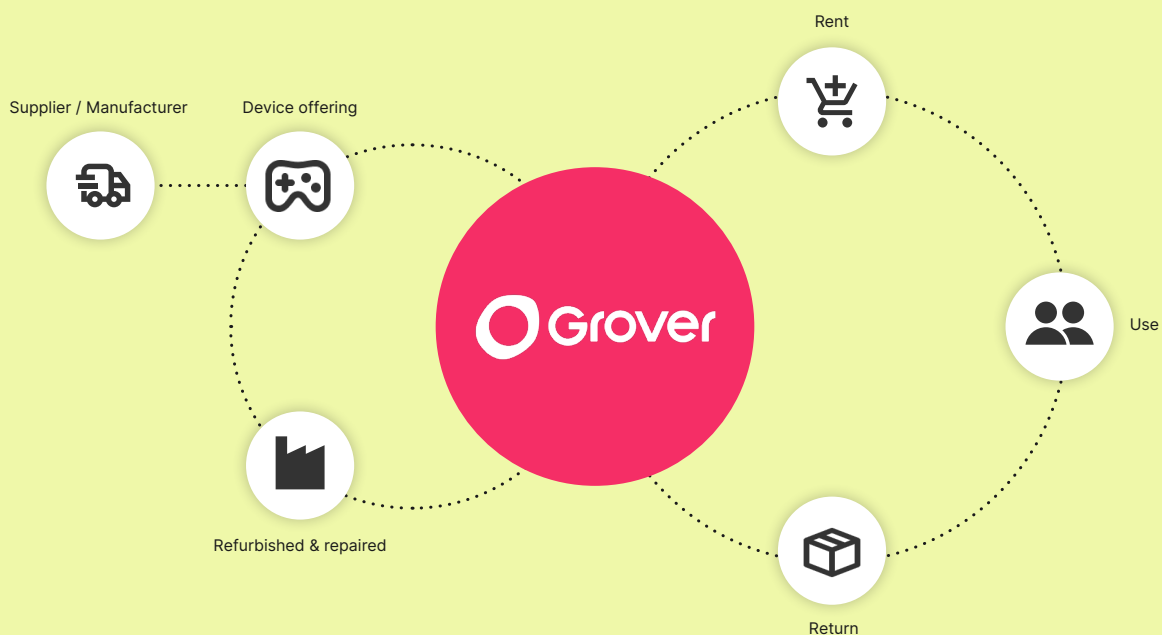 Rent
Supplier / Manufacturer
Device offering
Grover
Use
Refurbished & repaired
Return